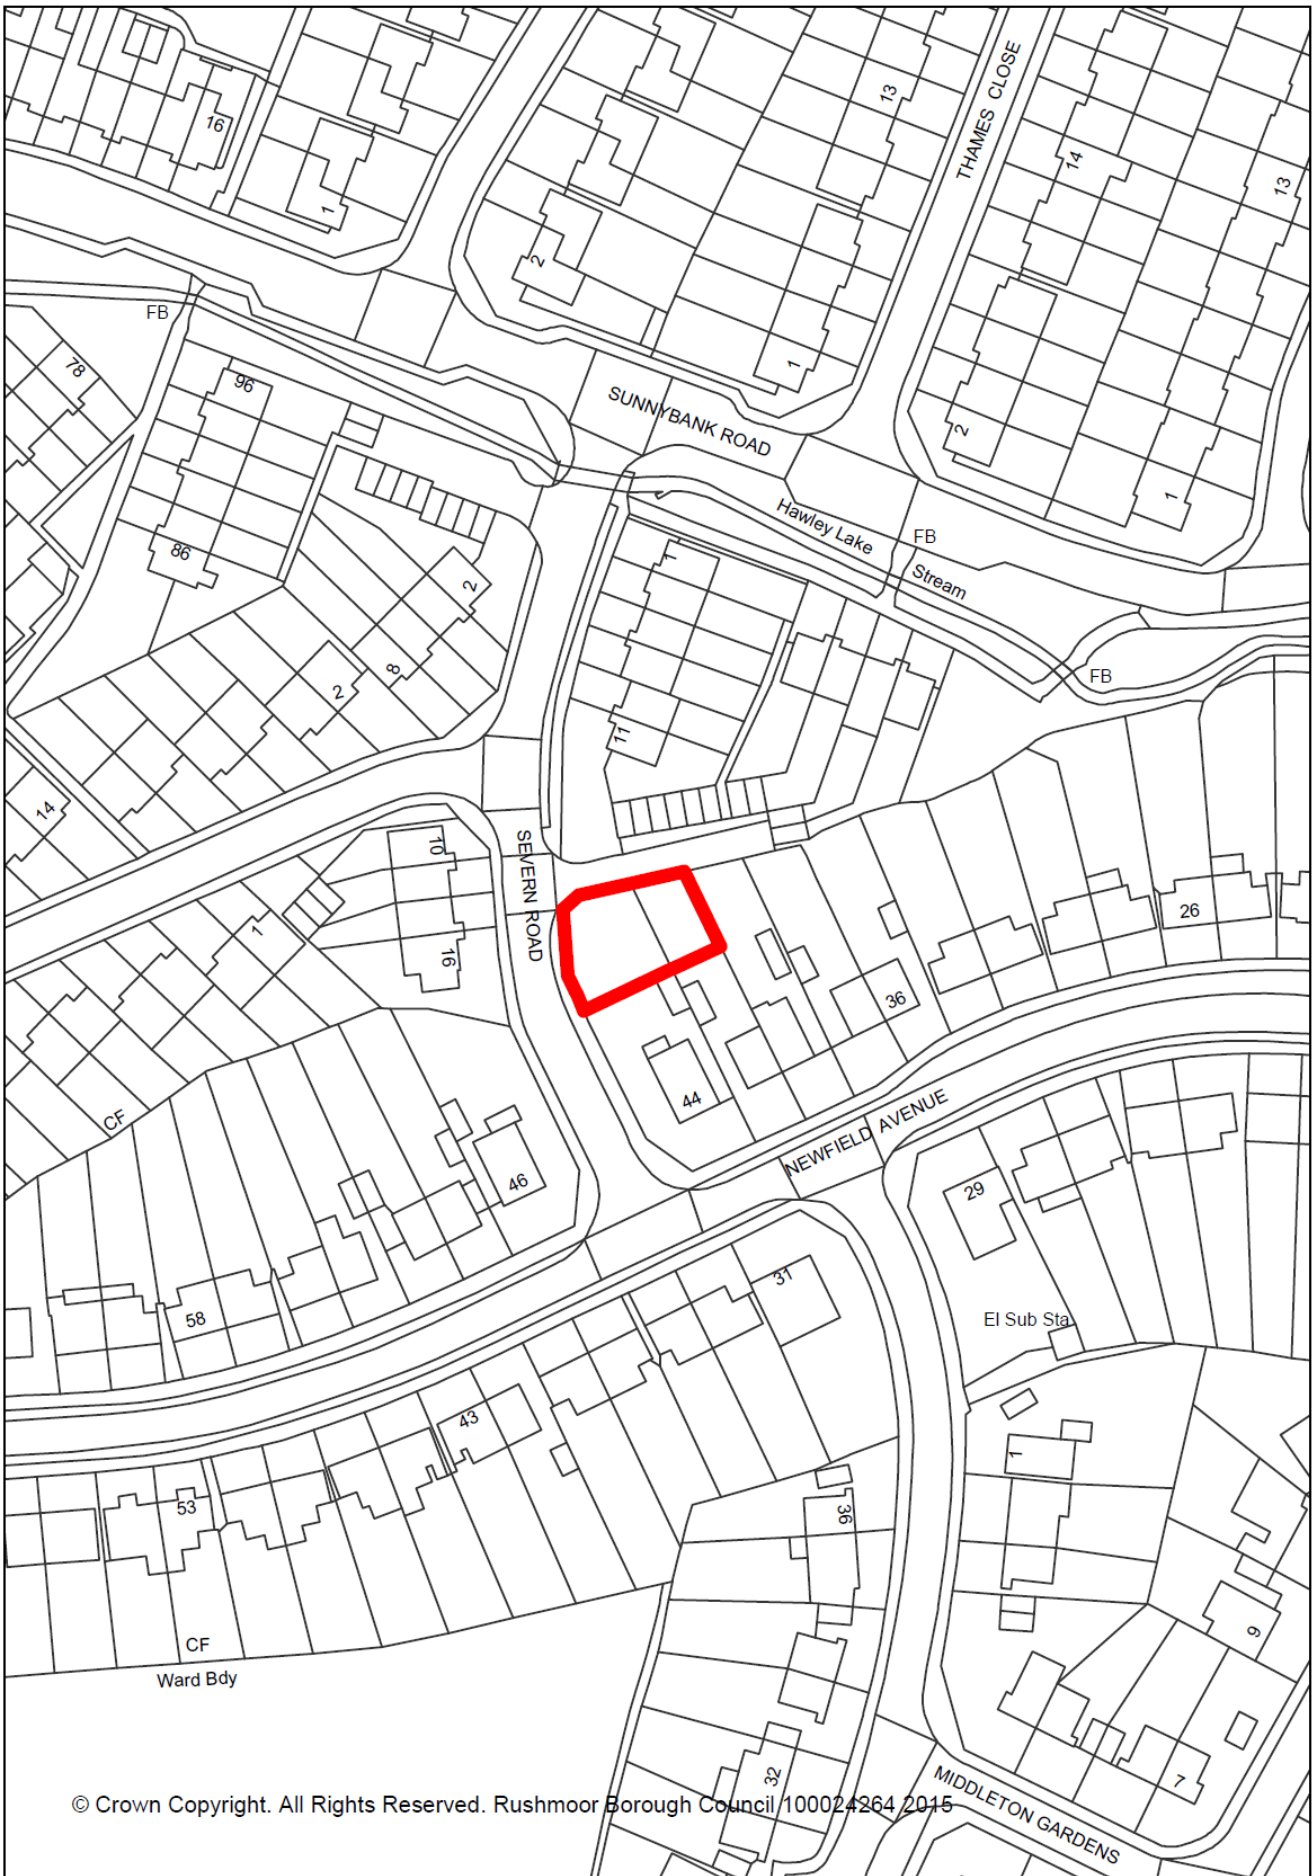 16
1
13
THAMES CLOSE
14
13
2
FB
78
96
1
SUNNYBANK ROAD
2
1
Hawley Lake
FB
Stream
86
1
2
8
2
FB
11
14
10
SEVERN ROAD
26
1
16
36
44
CF
NEWFIELD AVENUE
46
29
31
58
El Sub Sta
43
1
53
36
9
CF
Ward Bdy
32
7
MIDDLETON GARDENS
© Crown Copyright. All Rights Reserved. Rushmoor Borough Council 100024264 2015